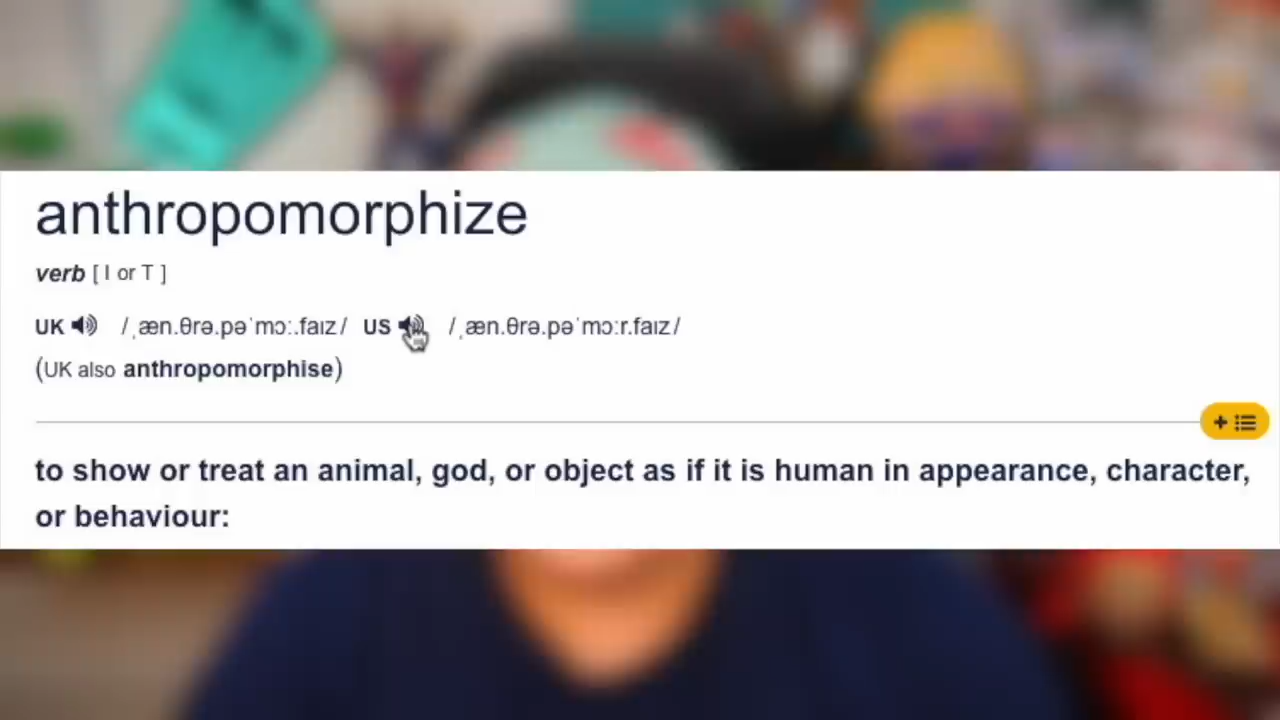 anthropomorphize
verb [ I or T ]
UK /ˌæn.θrə.pəˈmɔː.faɪz/ US /ˌæn.θrə.pəˈmɔːr.faɪz/
(UK also anthropomorphise)
to show or treat an animal, god, or object as if it is human in appearance, character,
or behaviour: